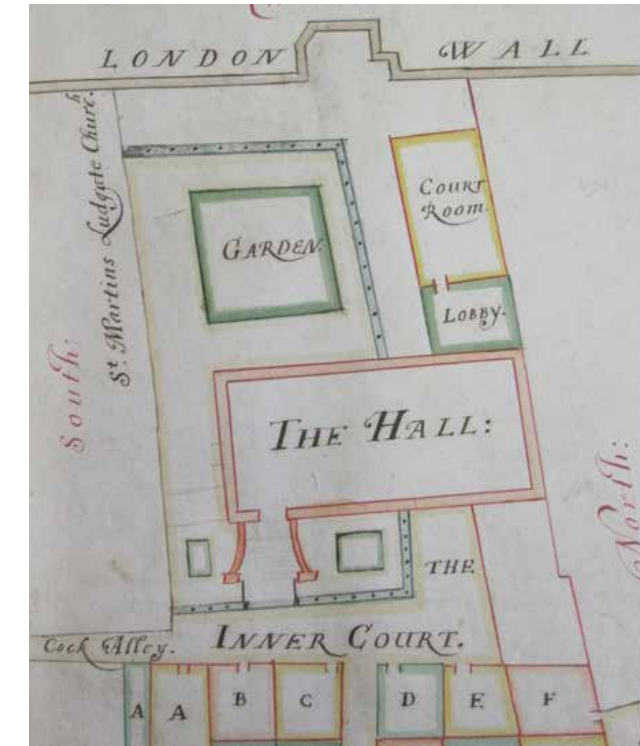 LONDON WALL
St. Martins Ludgate Church.
South:
GARDEN.
COURT
ROOM.
LOBBY.
THE HALL:
North:
THE
INNER COURT.
Cock Alley.
A A B C D E F